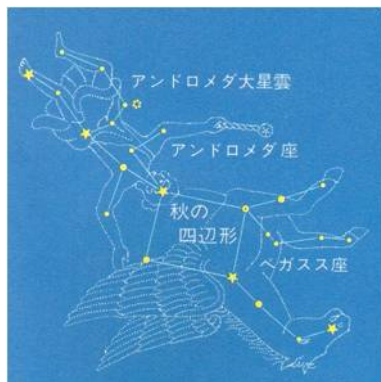 アンドロメダ大星雲
アンドロメダ座
秋の
四辺形
ペガスス座